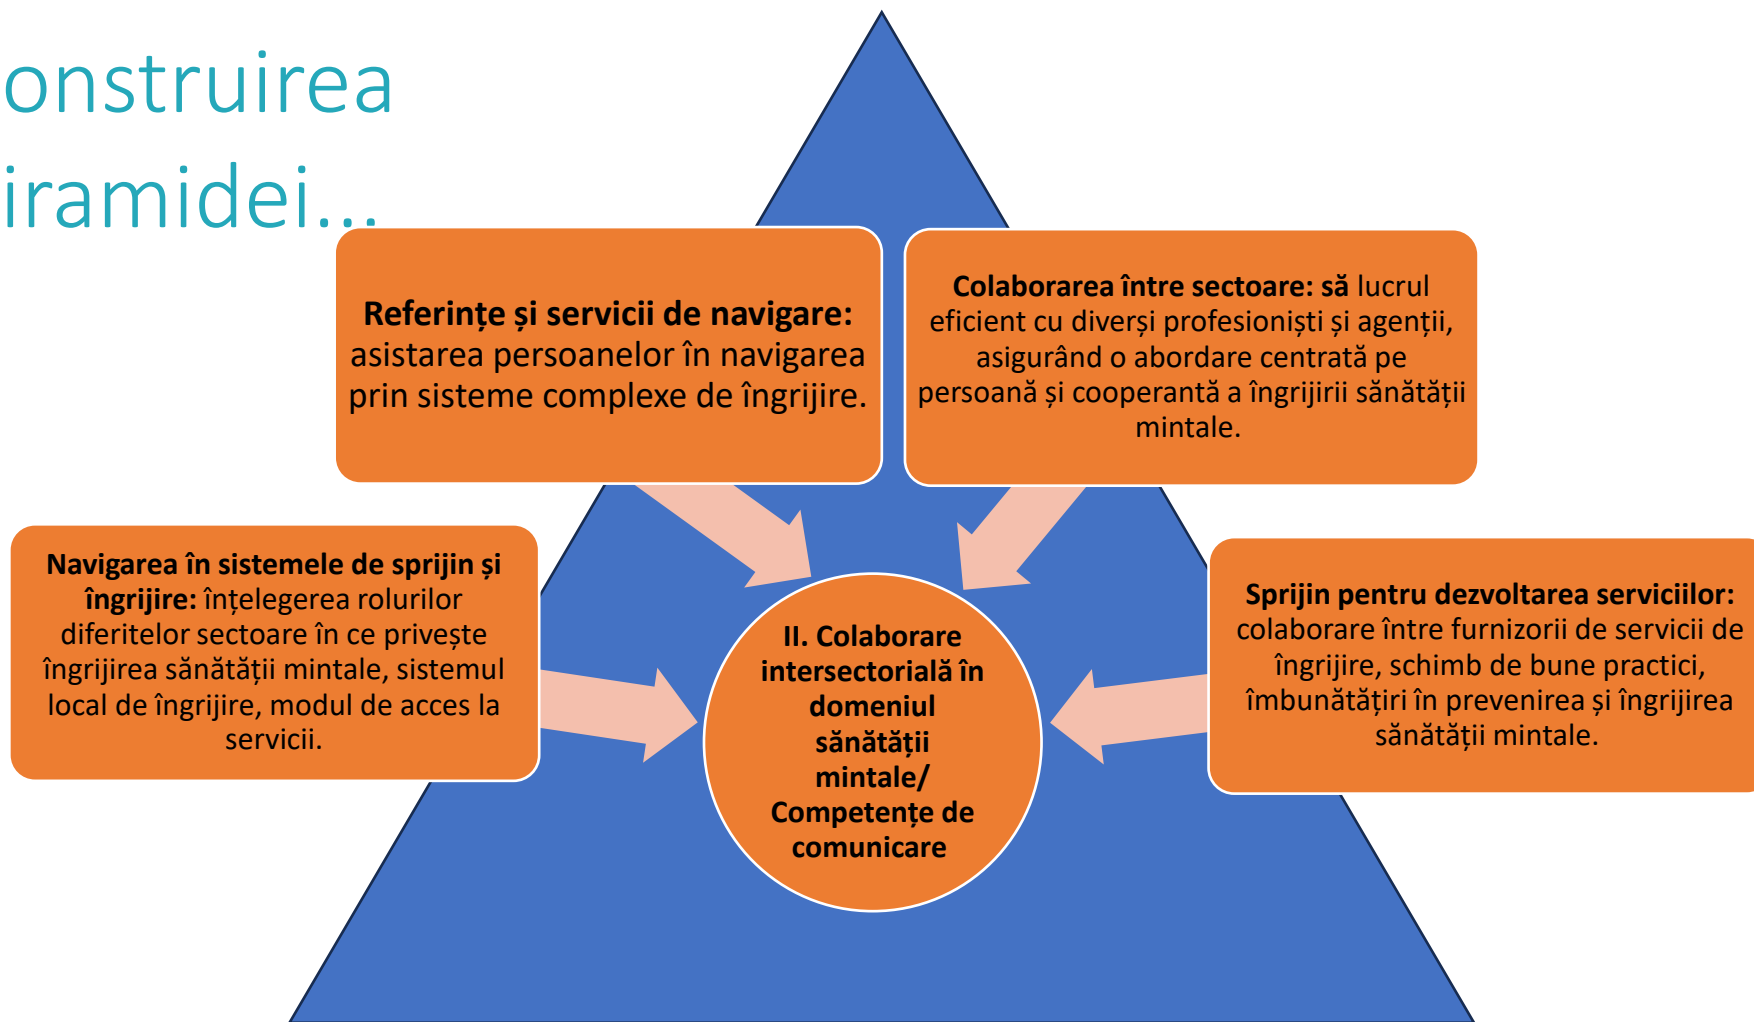 onstruirea
iramidei...
Referințe și servicii de navigare:
asistarea persoanelor în navigarea
prin sisteme complexe de îngrijire.
Colaborarea între sectoare: să lucrul
eficient cu diverși profesioniști și agenții,
asigurând o abordare centrată pe
persoană și cooperantă a îngrijirii sănătății
mintale.
Navigarea în sistemele de sprijin și
îngrijire: înțelegerea rolurilor
diferitelor sectoare în ce privește
îngrijirea sănătății mintale, sistemul
local de îngrijire, modul de acces la
servicii.
II. Colaborare
intersectorială în
domeniul
sănătății
mintale/
Competențe de
comunicare
Sprijin pentru dezvoltarea serviciilor:
colaborare între furnizorii de servicii de
îngrijire, schimb de bune practici,
îmbunătățiri în prevenirea și îngrijirea
sănătății mintale.